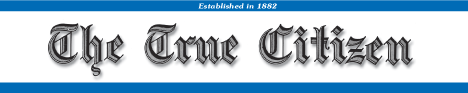 Established in 1882
The True Citizen